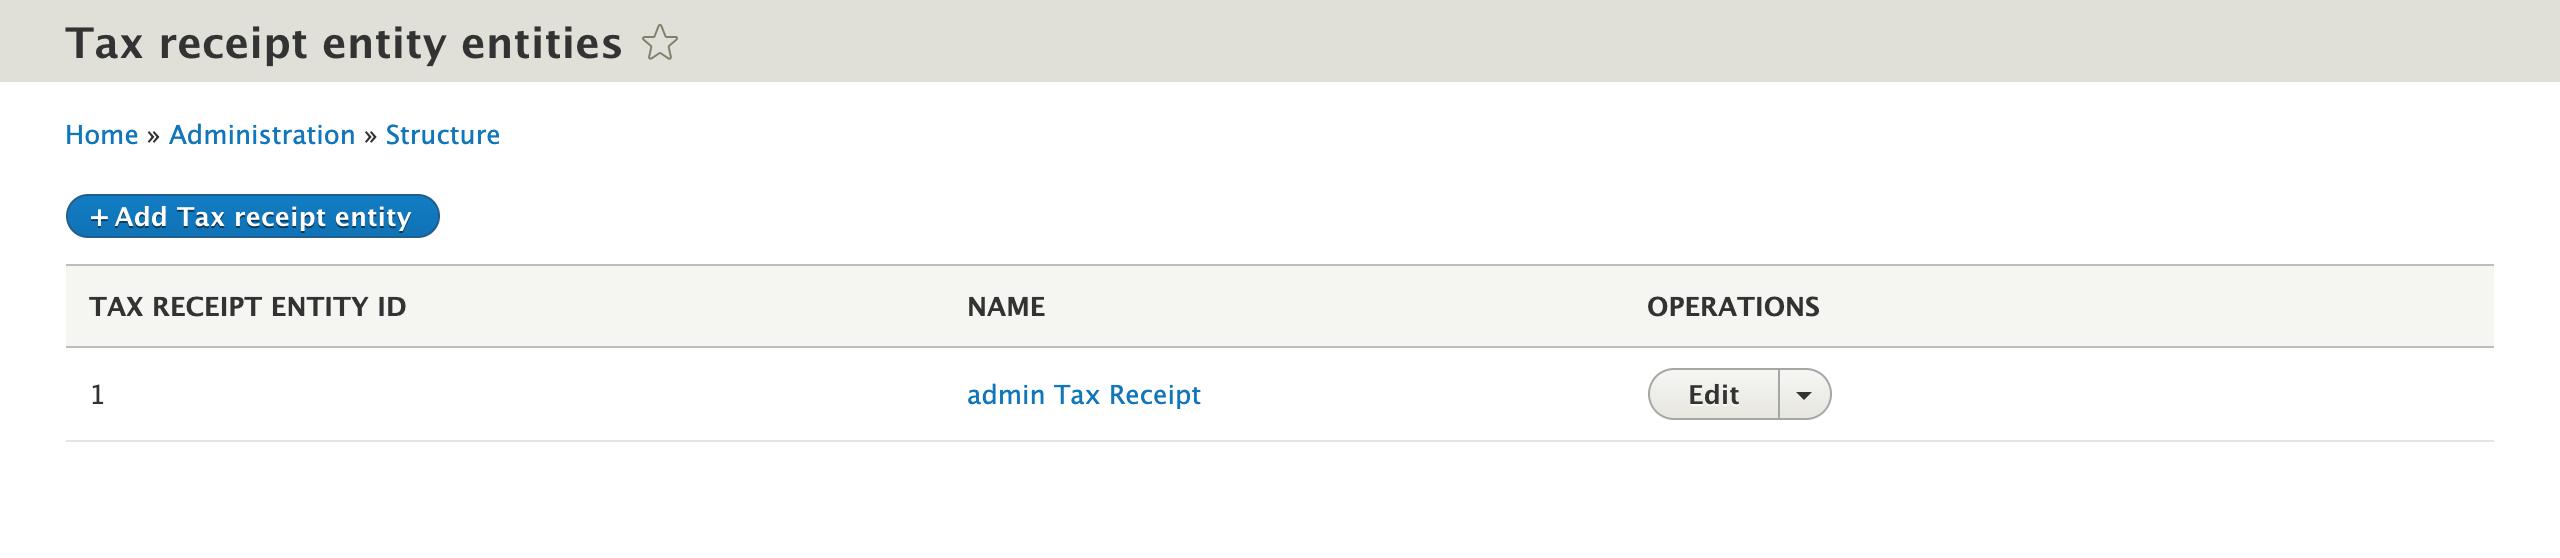 Tax receipt entity entities
Home » Administration » Structure
+ Add Tax receipt entity
TAX RECEIPT ENTITY ID NAME OPERATIONS
1 admin Tax Receipt Edit